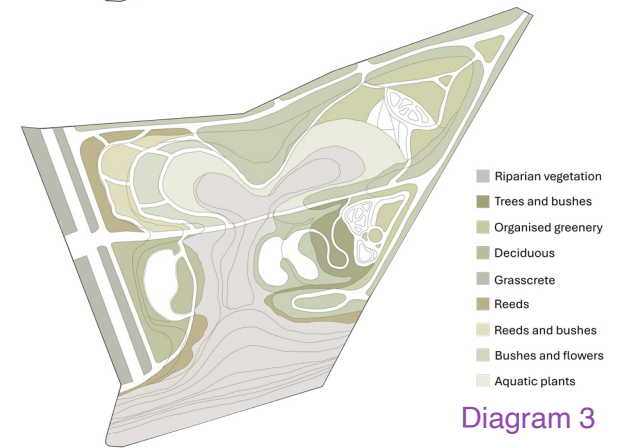 Riparian vegetation
Trees and bushes
Organised greenery
Deciduous
Grasscrete
Reeds
Reeds and bushes
Bushes and flowers
Aquatic plants
Diagram 3